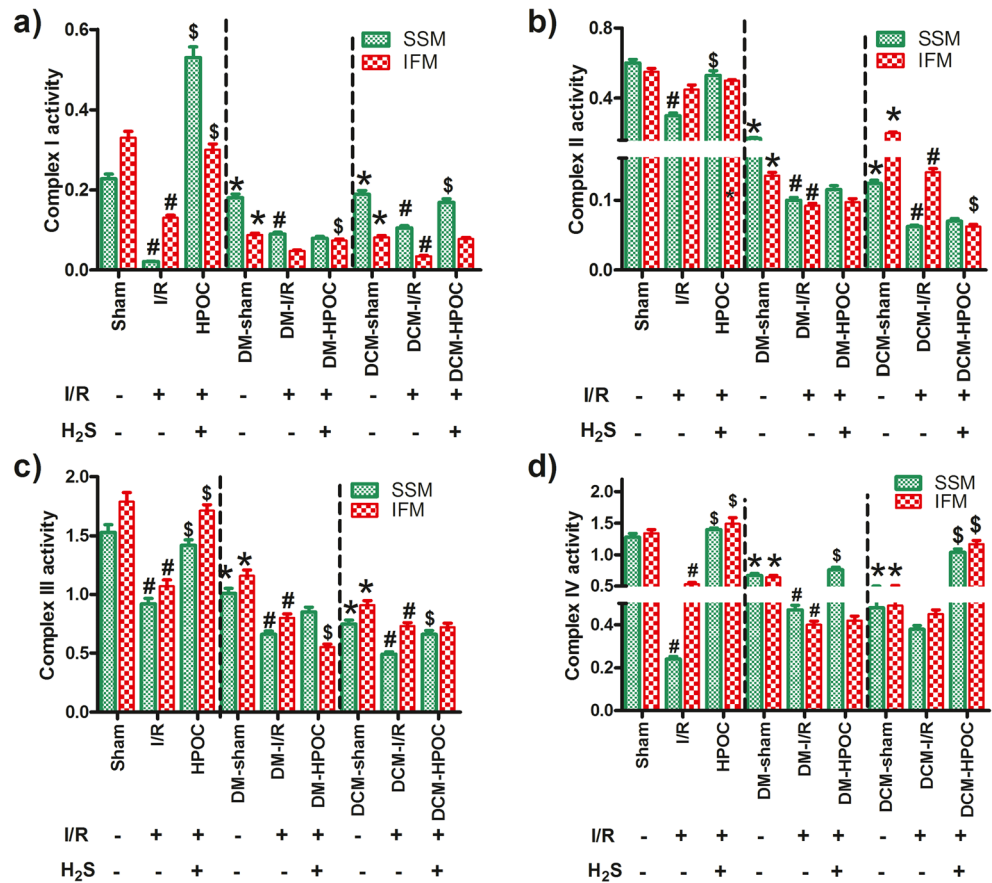 a)
SSM
IFM
Complex I activity
0.6
0.4
0.2
0.0
$ $ # # * * # $ * * # # $
Sham I/R HPOC DM-sham DM-I/R DM-HPOC DCM-sham DCM-I/R DCM-HPOC
I/R - + + - + + - + +
H2S - - + - - + - - +
b)
SSM
IFM
Complex II activity
0.8
0.4
0.1
0.0
# $ * * * # # * * # # $
Sham I/R HPOC DM-sham DM-I/R DM-HPOC DCM-sham DCM-I/R DCM-HPOC
I/R - + + - + + - + +
H2S - - + - - + - - +
c)
SSM
IFM
Complex III activity
2.0
1.5
1.0
0.5
0.0
# # $ $ * * # # $ * * # # $
Sham I/R HPOC DM-sham DM-I/R DM-HPOC DCM-sham DCM-I/R DCM-HPOC
I/R - + + - + + - + +
H2S - - + - - + - - +
d)
SSM
IFM
Complex IV activity
2.0
1.5
1.0
0.5
0.4
0.2
0.0
# # $ $ * * # # $ * * $ $
Sham I/R HPOC DM-sham DM-I/R DM-HPOC DCM-sham DCM-I/R DCM-HPOC
I/R - + + - + + - + +
H2S - - + - - + - - +